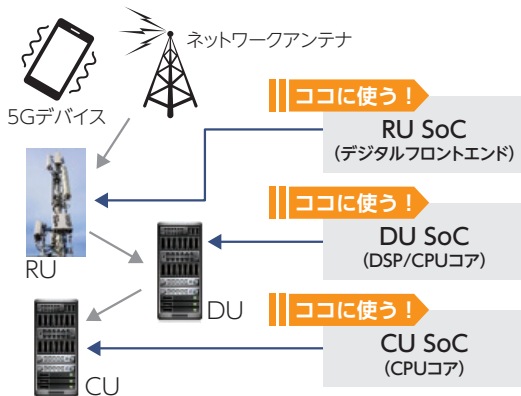 ネットワークアンテナ
5Gデバイス
ココに使う！
RU SoC
(デジタルフロントエンド)
RU
ココに使う！
DU SoC
(DSP/CPUコア)
DU
ココに使う！
CU SoC
(CPUコア)
CU